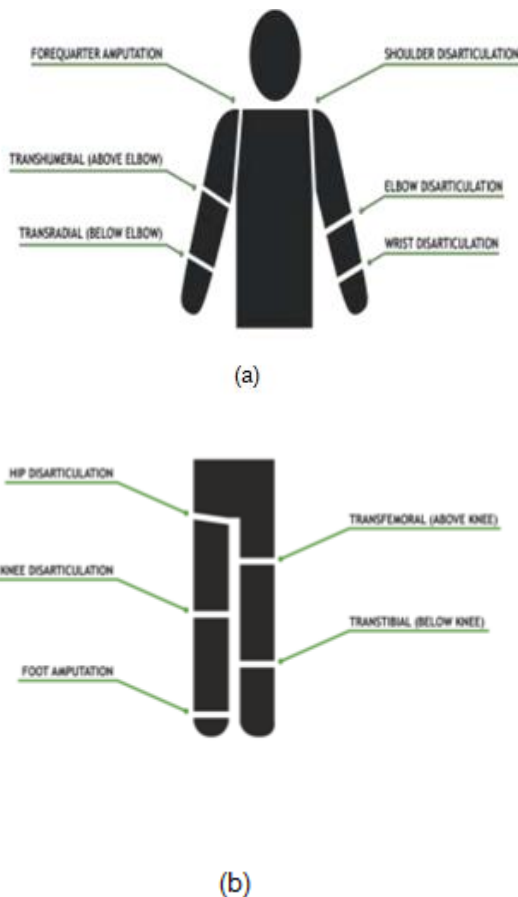 FOREQUARTER AMPUTATION
SHOULDER DISARTICULATION
TRANSHUMERAL (ABOVE ELBOW)
ELBOW DISARTICULATION
TRANSRADIAL (BELOW ELBOW)
WRIST DISARTICULATION
(a)
HIP DISARTICULATION
TRANSFEMORAL (ABOVE KNEE)
KNEE DISARTICULATION
TRANSTIBIAL (BELOW KNEE)
FOOT AMPUTATION
(b)